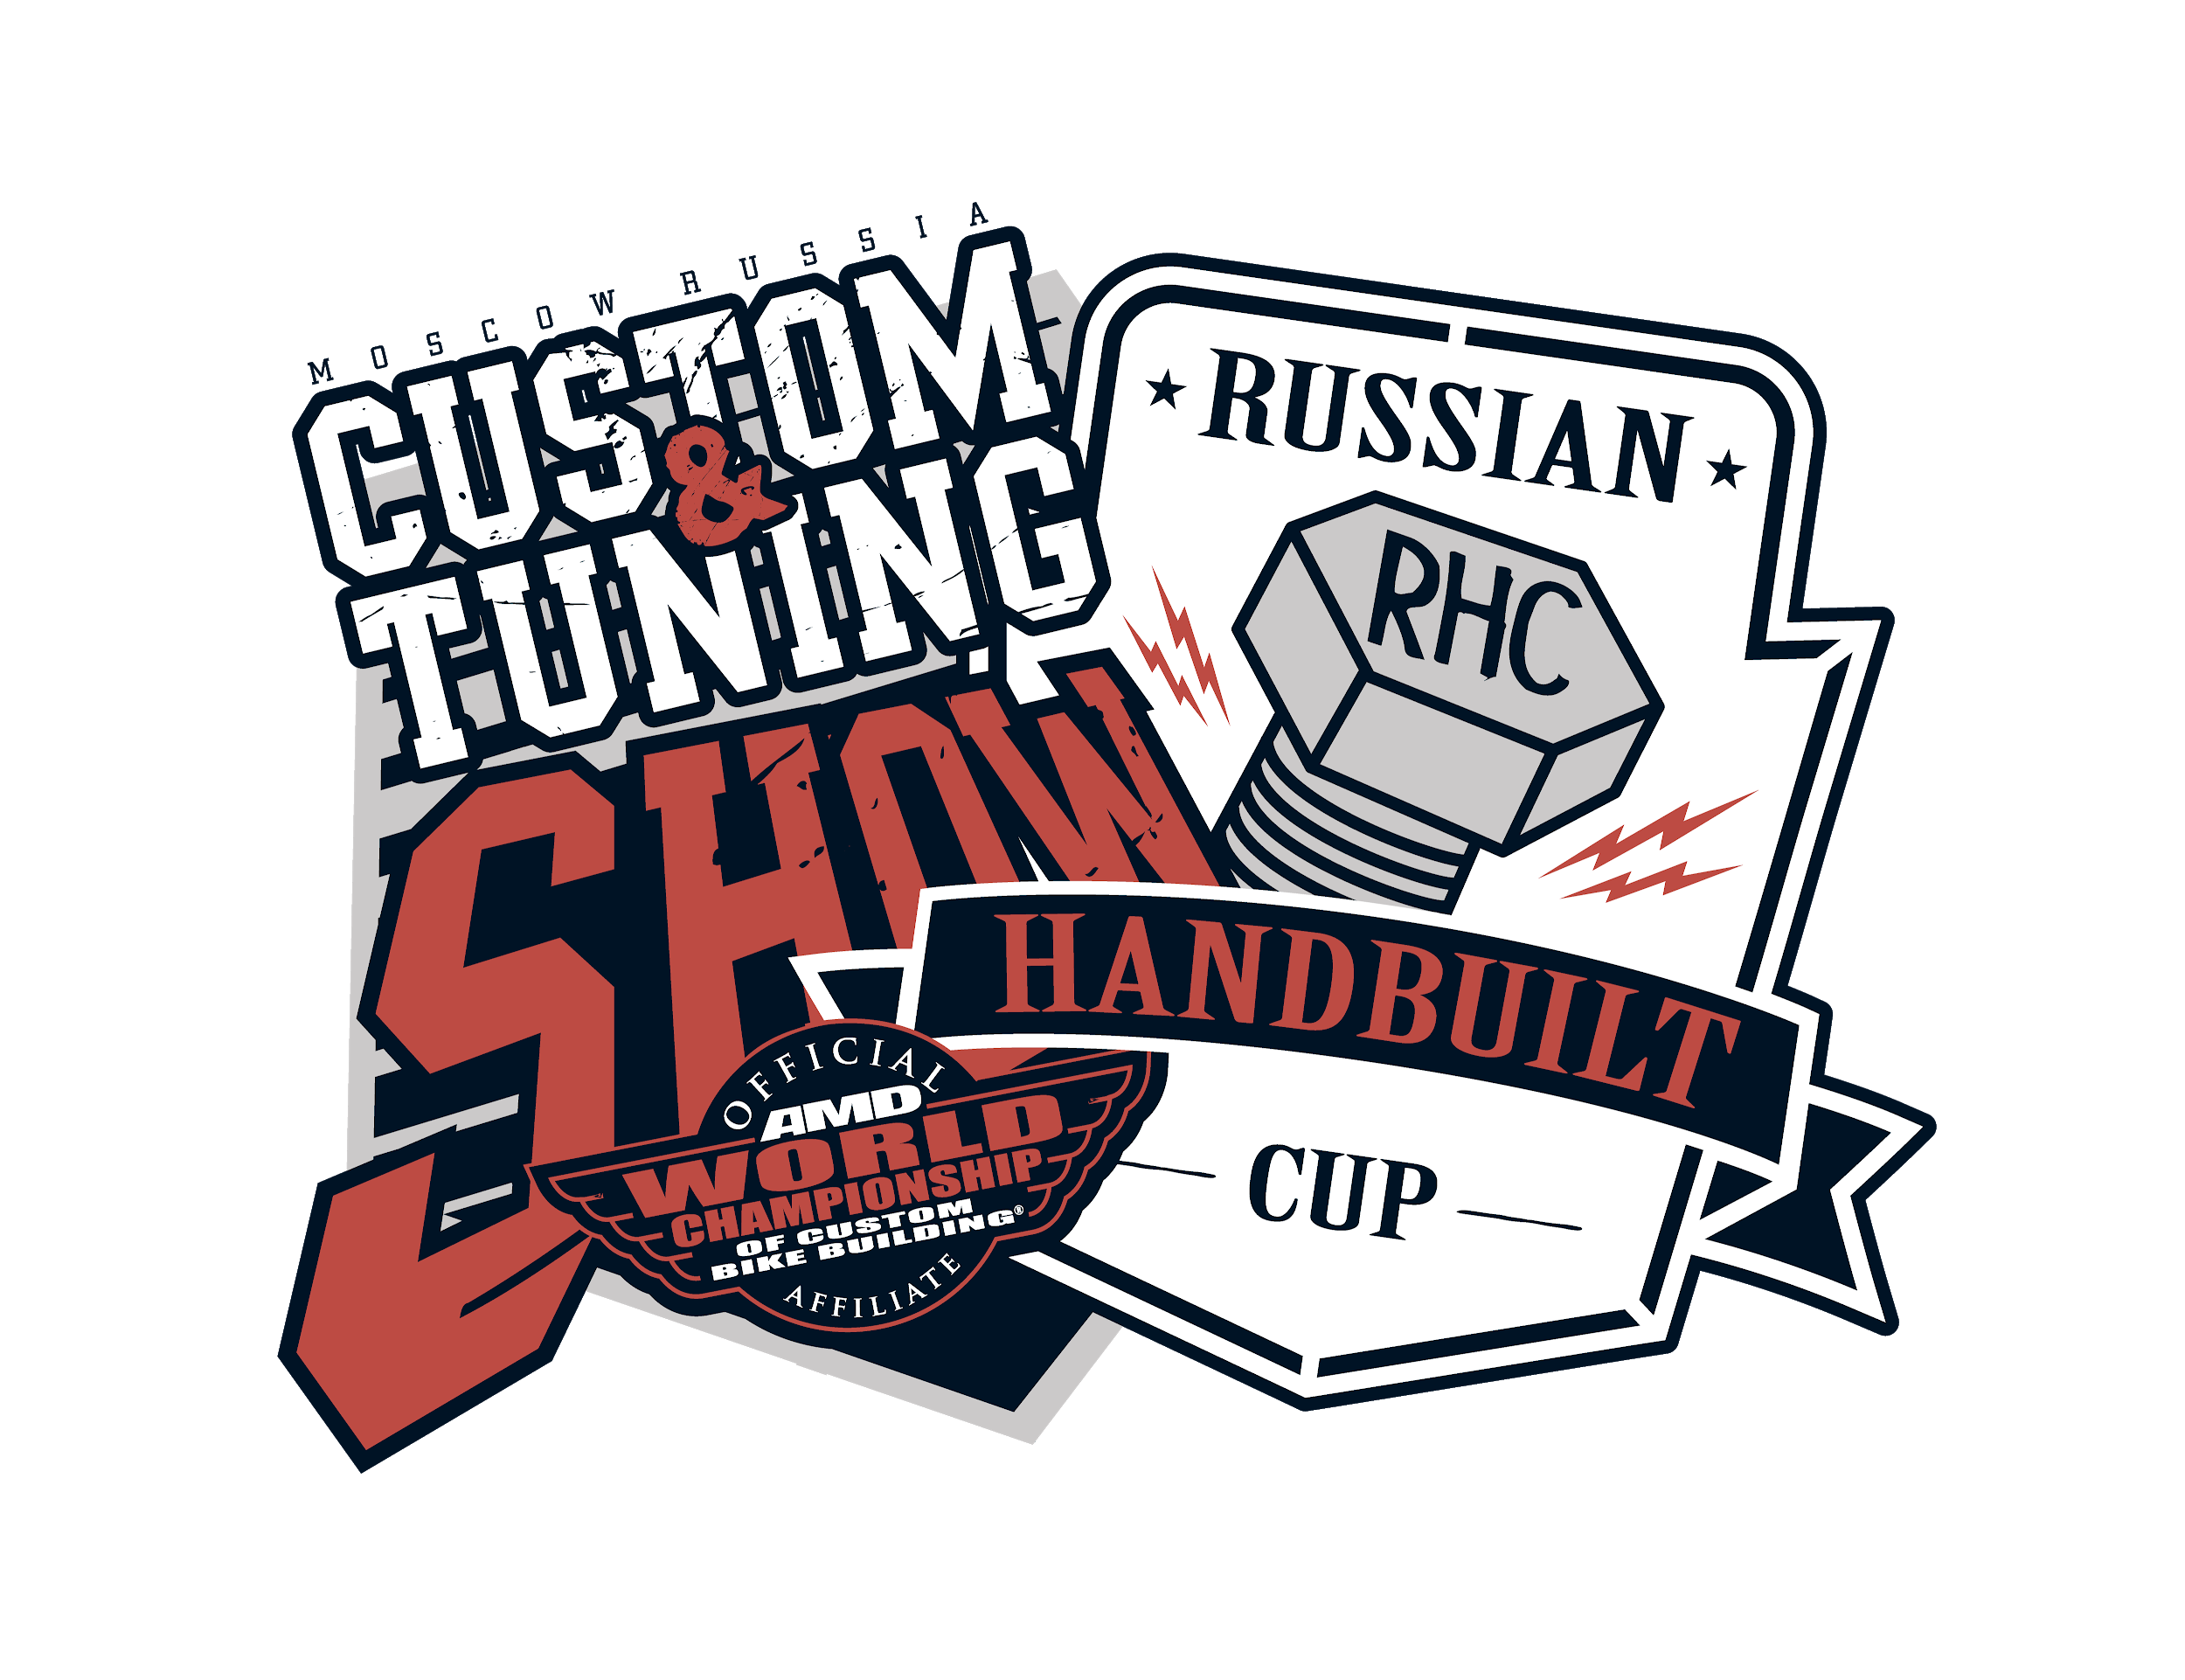 MOSCOW RUSSIA
CUSTOM
&
TUNING
SHOW
OFFICIAL
AMD
WORLD
CHAMPIONSHIP
OF CUSTOM
BIKE BUILDING®
AFFILIATE
RUSSIAN
RHC
HANDBUILT
CUP